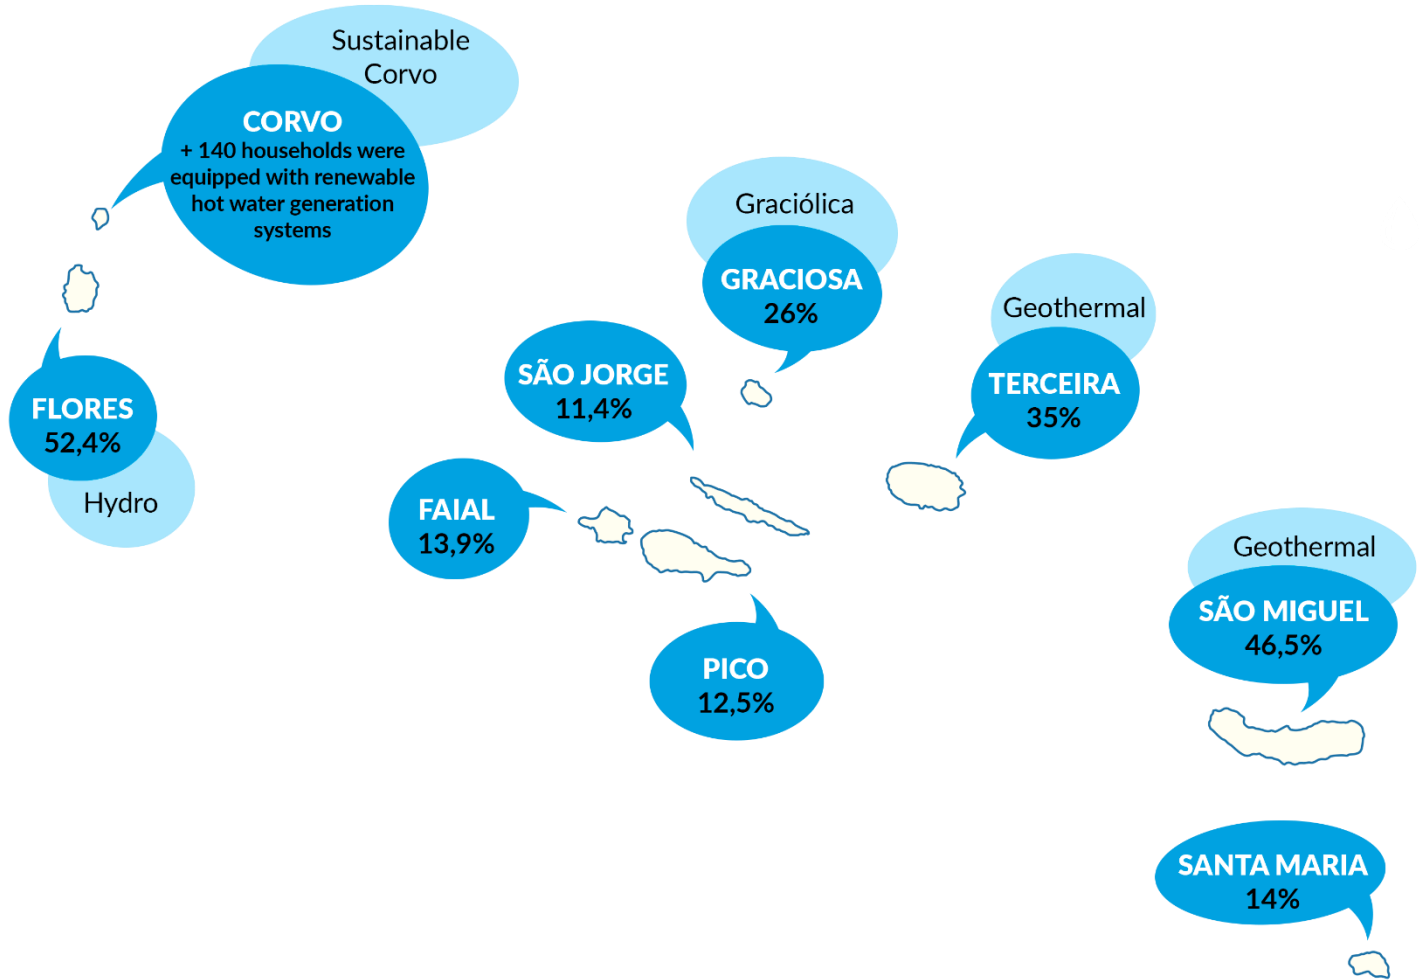 Sustainable
Corvo
CORVO
+ 140 households were
equipped with renewable
hot water generation
systems
FLORES
52,4%
Hydro
Graciólica
GRACIOSA
26%
Geothermal
TERCEIRA
35%
SÃO JORGE
11,4%
FAIAL
13,9%
PICO
12,5%
Geothermal
SÃO MIGUEL
46,5%
SANTA MARIA
14%